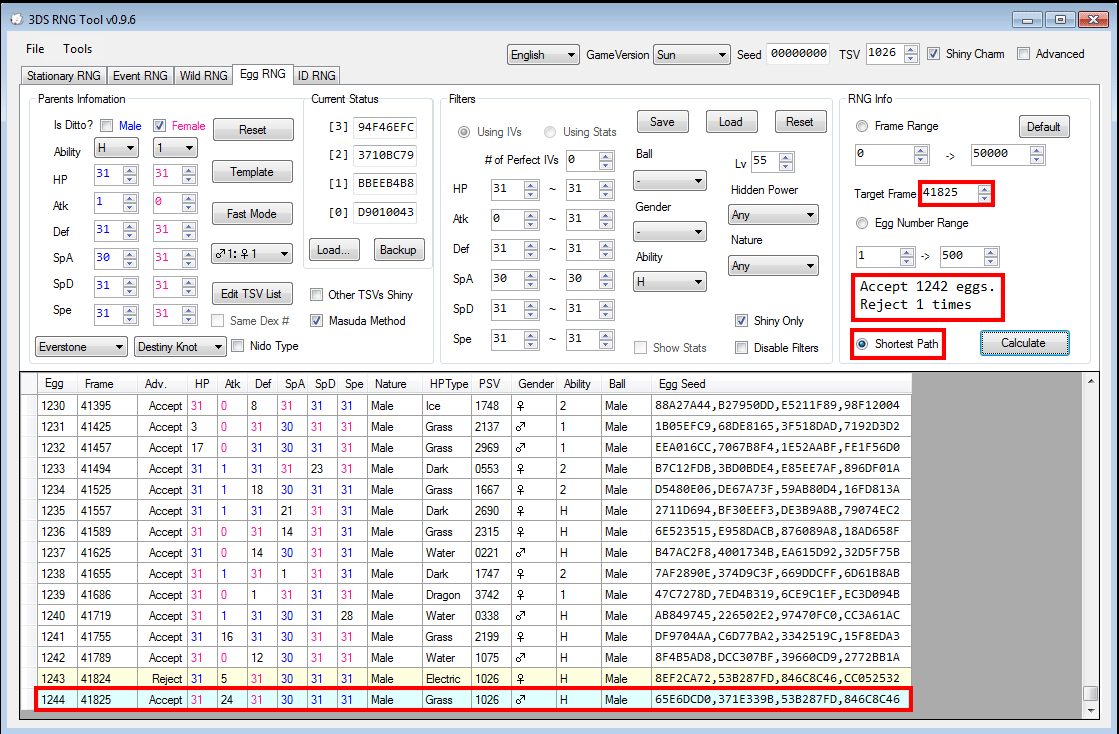 3DS RNG Tool v0.9.6
File Tools
English GameVersion Sun Seed 00000000 TSV 1026 Shiny Charm Advanced
Stationary RNG Event RNG Wild RNG Egg RNG ID RNG
Parents Infomation
Is Ditto? Male Female Reset
Ability H 1
HP 31 31 Template
Atk 1 0
Def 31 31 Fast Mode
SpA 30 31 ♂1: ♀1
SpD 31 31 Edit TSV List
Spe 31 31 Same Dex #
Everstone Destiny Knot Nido Type
Current Status
[3] 94F46EFC
[2] 3710BC79
[1] BBEEB4B8
[0] D9010043
Load... Backup
Other TSVs Shiny
Masuda Method
Filters
Using IVs Using Stats Save Load Reset
# of Perfect IVs 0
HP 31 ~ 31
Atk 0 ~ 31
Def 31 ~ 31
SpA 30 ~ 30
SpD 31 ~ 31
Spe 31 ~ 31
Ball
-
Gender
-
Ability
H
Show Stats
Lv 55
Hidden Power
Any
Nature
Any
Shiny Only
Disable Filters
RNG Info
Frame Range Default
0 -> 50000
Target Frame 41825
Egg Number Range
1 -> 500
Accept 1242 eggs.
Reject 1 times
Shortest Path Calculate
Egg Frame Adv. HP Atk Def SpA SpD Spe Nature HPType PSV Gender Ability Ball Egg Seed
1230 41395 Accept 31 0 8 31 31 31 Male Ice 1748 ♀ 2 Male 88A27A44,B27950DD,E5211F89,98F12004
1231 41425 Accept 3 0 31 30 31 31 Male Grass 2137 ♂ 1 Male 1B05EFC9,68DE8165,3F518DAD,7192D3D2
1232 41457 Accept 17 0 31 30 31 31 Male Grass 2969 ♂ 1 Male EEA016CC,7067B8F4,1E52AABF,FE1F56D0
1233 41494 Accept 31 1 31 31 23 31 Male Dark 0553 ♀ 2 Male B7C12FDB,3BD0BDE4,E85EE7AF,896DF01A
1234 41525 Accept 31 1 18 30 31 31 Male Grass 1667 ♀ 2 Male D5480E06,DE67A73F,59AB80D4,16FD813A
1235 41557 Accept 31 1 31 21 31 31 Male Dark 2690 ♀ H Male 2711D694,BF30EEF3,DE3B9A8B,79074EC2
1236 41589 Accept 31 0 31 14 31 31 Male Grass 2315 ♀ H Male 6E523515,E958DACB,876089A8,18AD658F
1237 41625 Accept 31 0 14 30 31 31 Male Water 0221 ♂ H Male B47AC2F8,4001734B,EA615D92,32D5F75B
1238 41655 Accept 31 1 31 1 31 31 Male Dark 1747 ♀ 2 Male 7AF2890E,374D9C3F,669DDCFF,6D61B8AB
1239 41686 Accept 31 0 1 31 31 31 Male Dragon 3742 ♀ 1 Male 47C7278D,7ED4B319,6CE9C1EF,EC3D094B
1240 41719 Accept 31 1 31 30 31 28 Male Water 0338 ♂ H Male AB849745,226502E2,97470FC0,CC3A61AC
1241 41755 Accept 31 16 31 30 31 31 Male Grass 2199 ♀ H Male DF9704AA,C6D77BA2,3342519C,15F8EDA3
1242 41789 Accept 31 0 12 30 31 31 Male Water 1075 ♂ H Male 8F4B5AD8,DCC307BF,39660CD9,2772BB1A
1243 41824 Reject 31 5 31 30 31 31 Male Electric 1026 ♀ H Male 8EF2CA72,53B287FD,846C8C46,CC052532
1244 41825 Accept 31 24 31 30 31 31 Male Grass 1026 ♂ H Male 65E6DCD0,371E339B,53B287FD,846C8C46